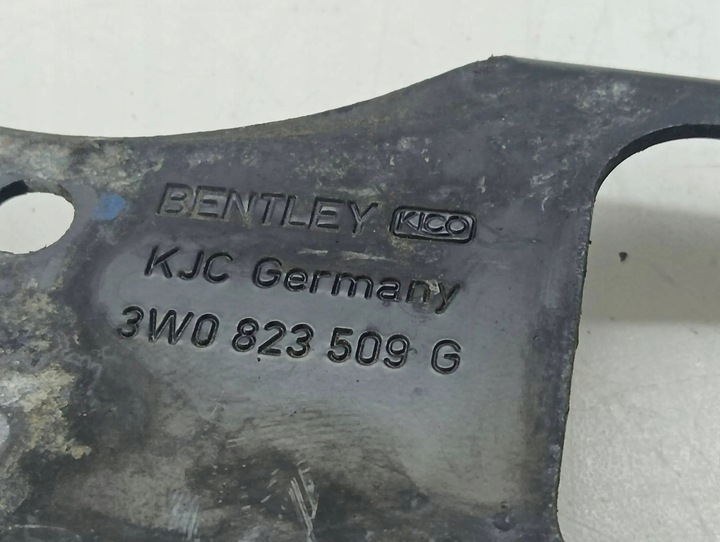 BENTLEY KICO
KJC Germany
3W0 823 509 G